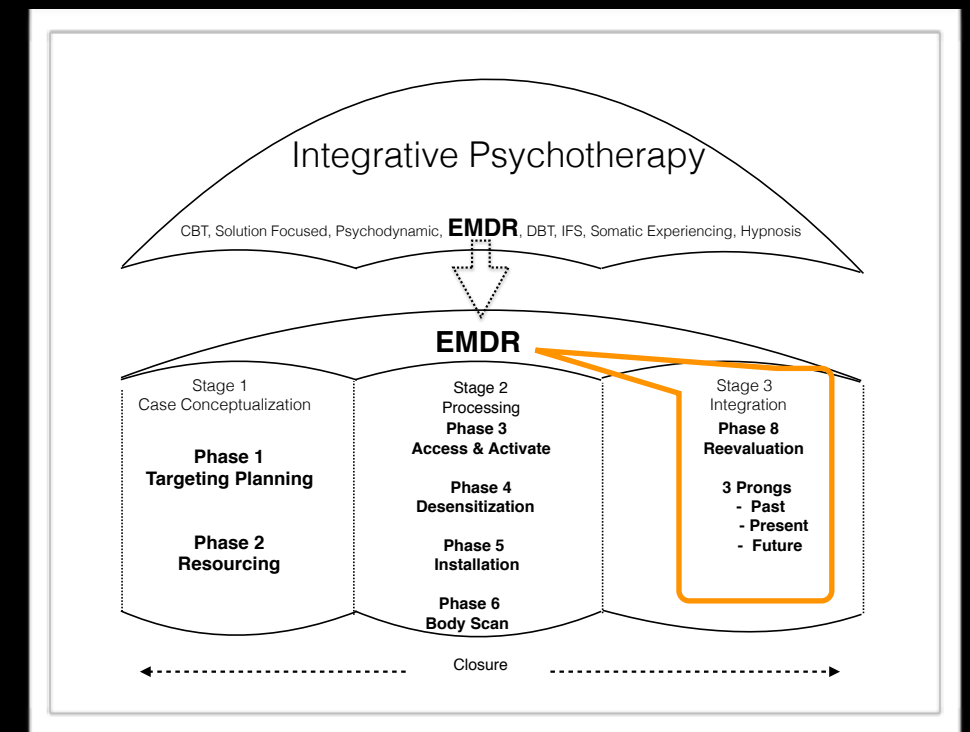 Integrative Psychotherapy
CBT, Solution Focused, Psychodynamic, EMDR, DBT, IFS, Somatic Experiencing, Hypnosis
EMDR
Stage 1
Case Conceptualization
Phase 1
Targeting Planning
Phase 2
Resourcing
Stage 2
Processing
Phase 3
Access & Activate
Phase 4
Desensitization
Phase 5
Installation
Phase 6
Body Scan
Stage 3
Integration
Phase 8
Reevaluation
3 Prongs
- Past
- Present
- Future
Closure